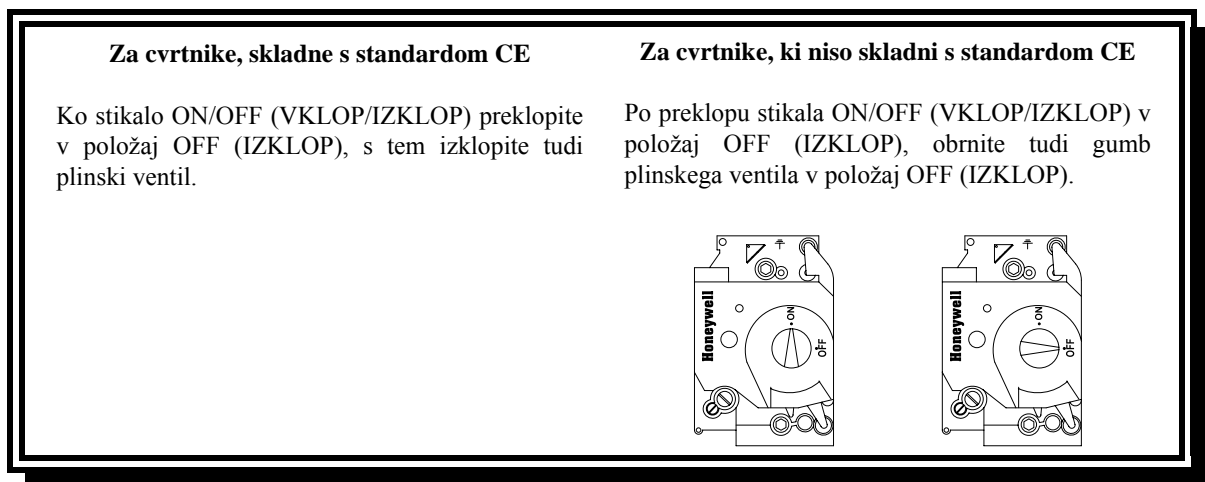 Za cvrtnike, skladne s standardom CE
Ko stikalo ON/OFF (VKLOP/IZKLOP) preklopite
v položaj OFF (IZKLOP), s tem izklopite tudi
plinski ventil.
Za cvrtnike, ki niso skladni s standardom CE
Po preklopu stikala ON/OFF (VKLOP/IZKLOP) v
položaj OFF (IZKLOP), obrnite tudi gumb
plinskega ventila v položaj OFF (IZKLOP).
Honeywell
ON
OFF
Honeywell
ON
OFF